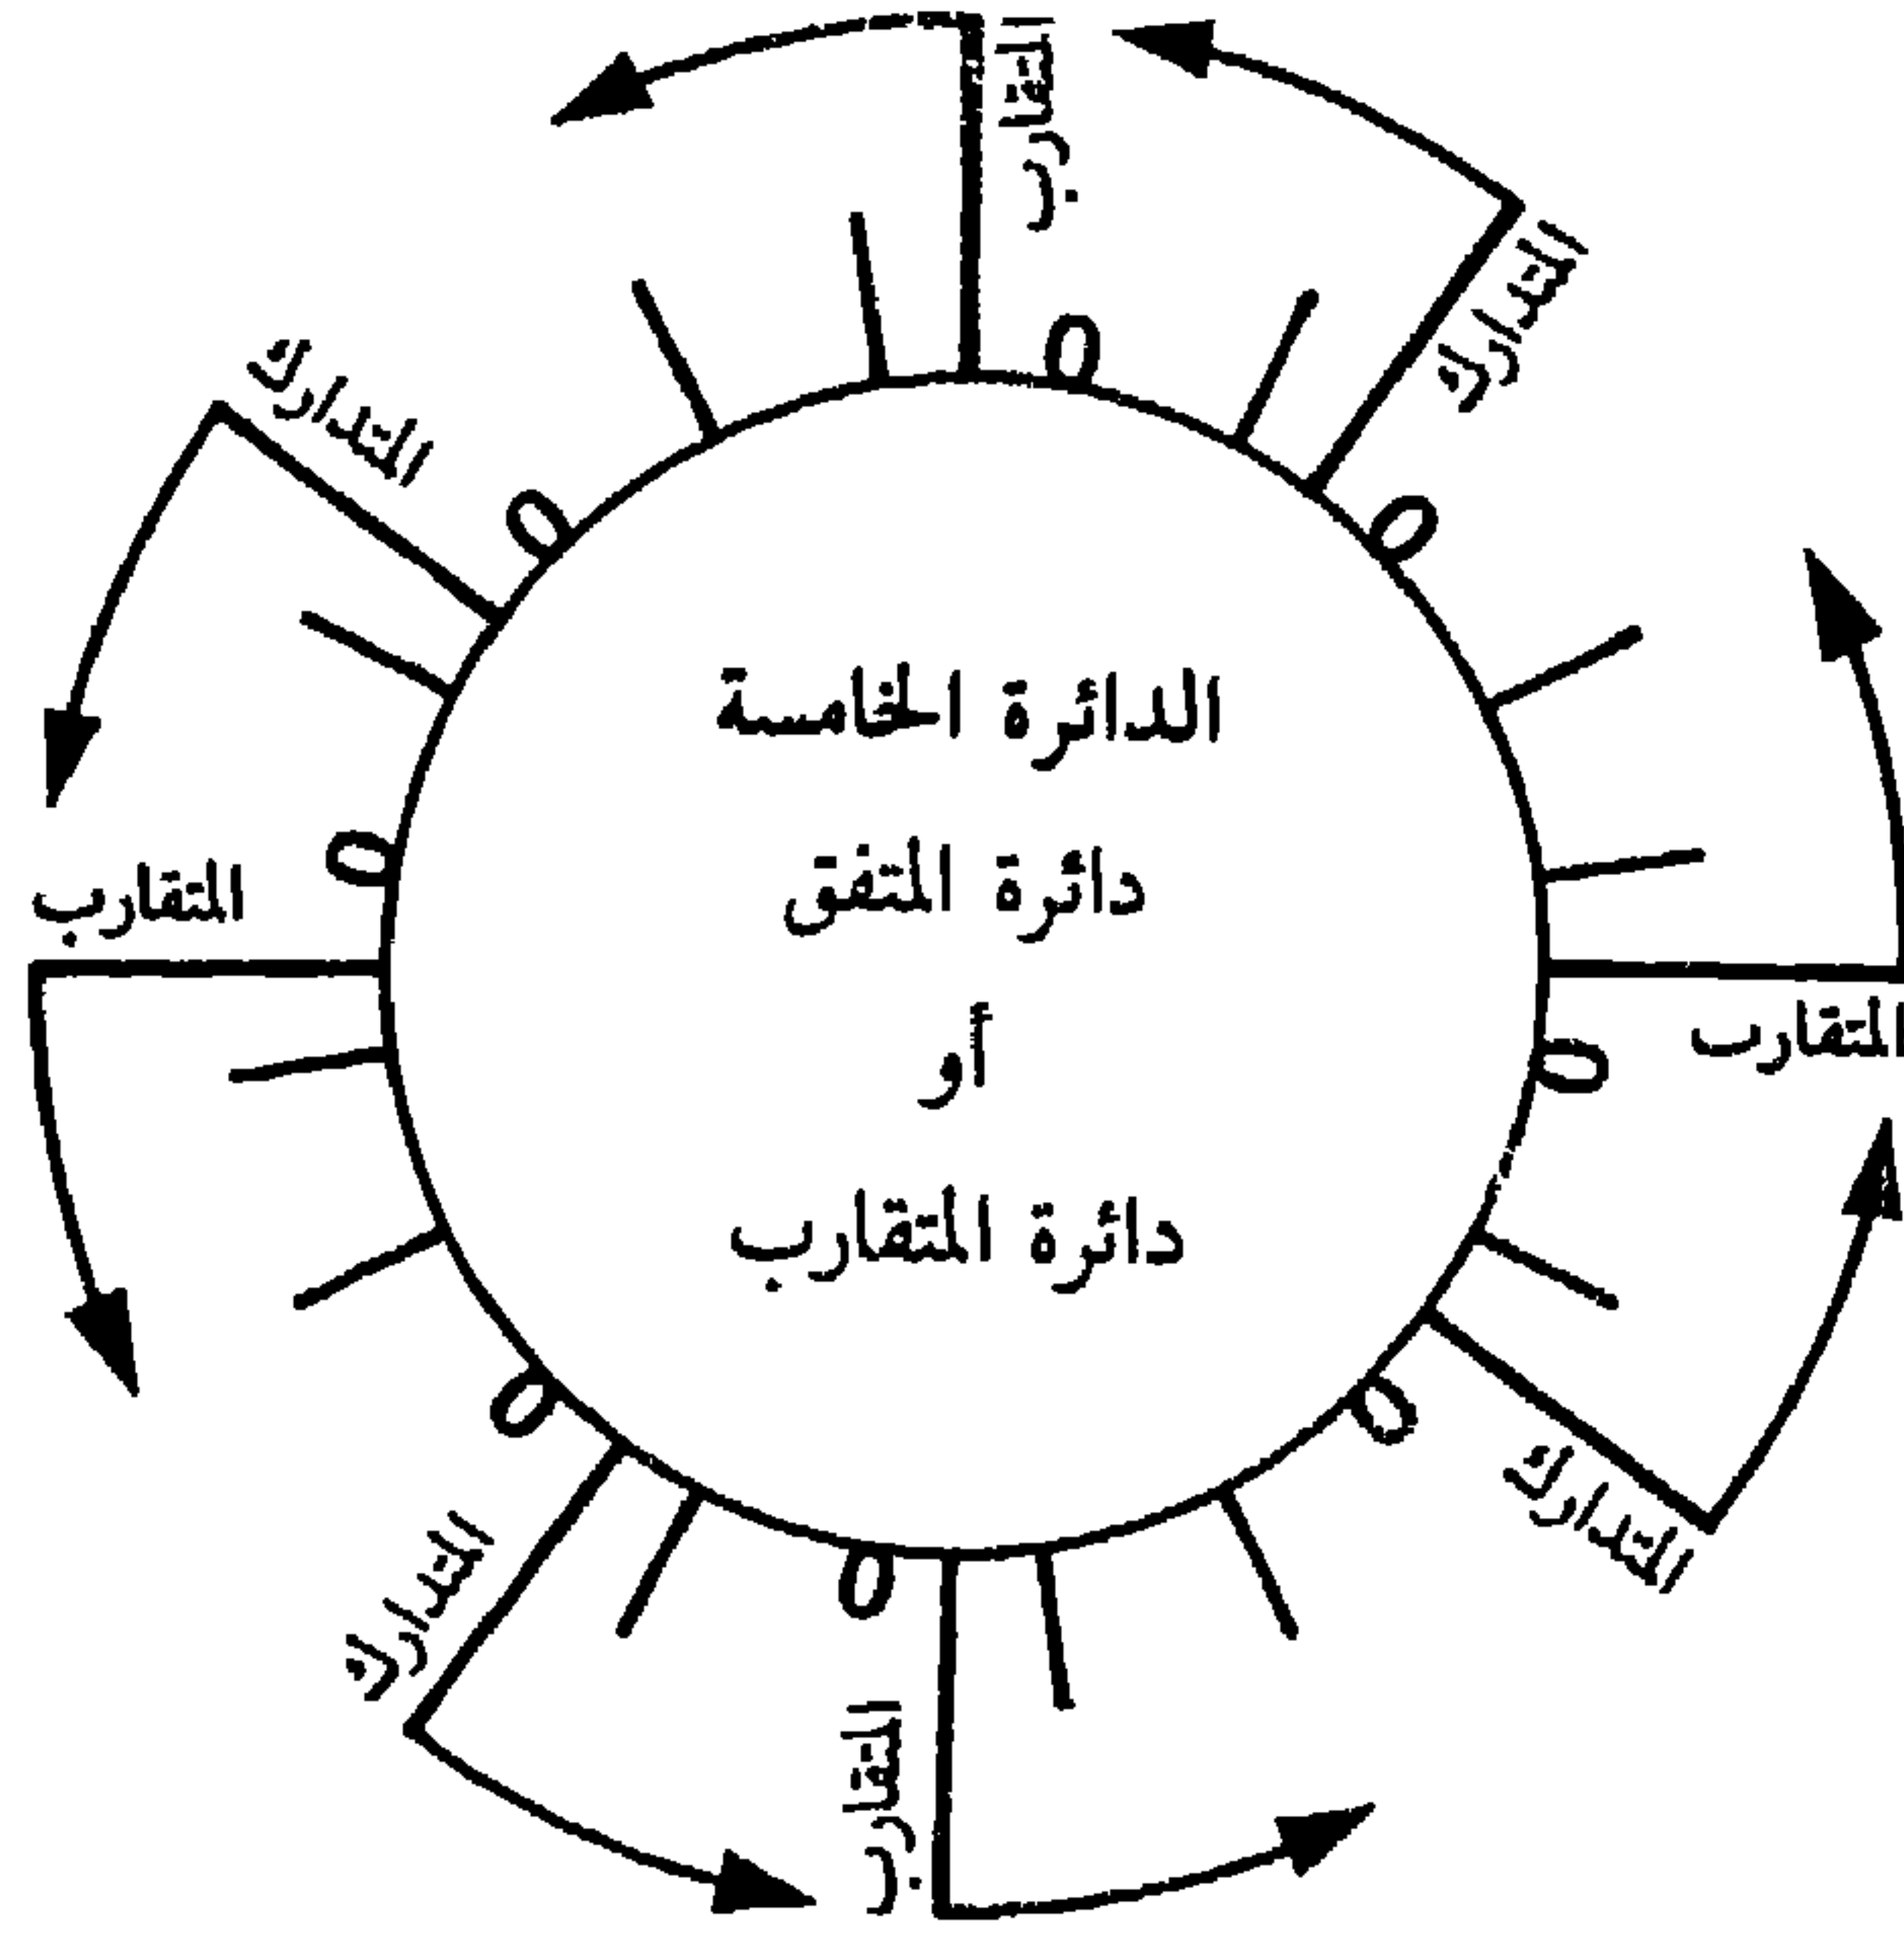 الدائرة الخامسة
دائرة المتفق
أو
دائرة المتقارب
المتقارب
المتدارك
المتقارب
المتدارك
المتقارب
المتدارك
المتقارب
المتدارك